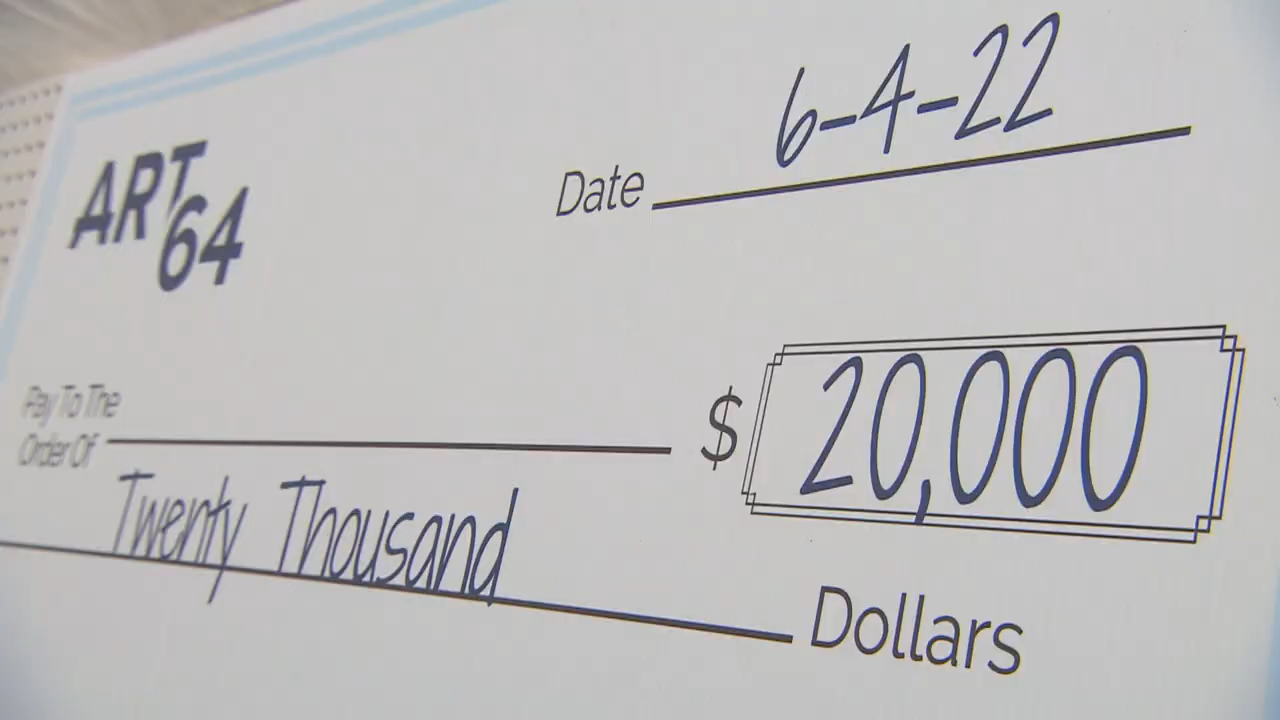 ART
64
Date 6-4-22
Pay To The
Order Of
$ 20,000
Twenty Thousand
Dollars